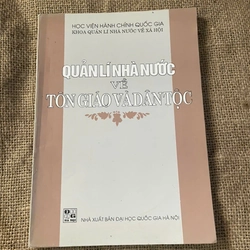 HỌC VIỆN HÀNH CHÍNH QUỐC GIA
KHOA QUẢN LÍ NHÀ NƯỚC VỀ XÃ HỘI
QUẢN LÍ NHÀ NƯỚC
VỀ
TÔN GIÁO VÀ DÂN TỘC
NHÀ XUẤT BẢN ĐẠI HỌC QUỐC GIA HÀ NỘI